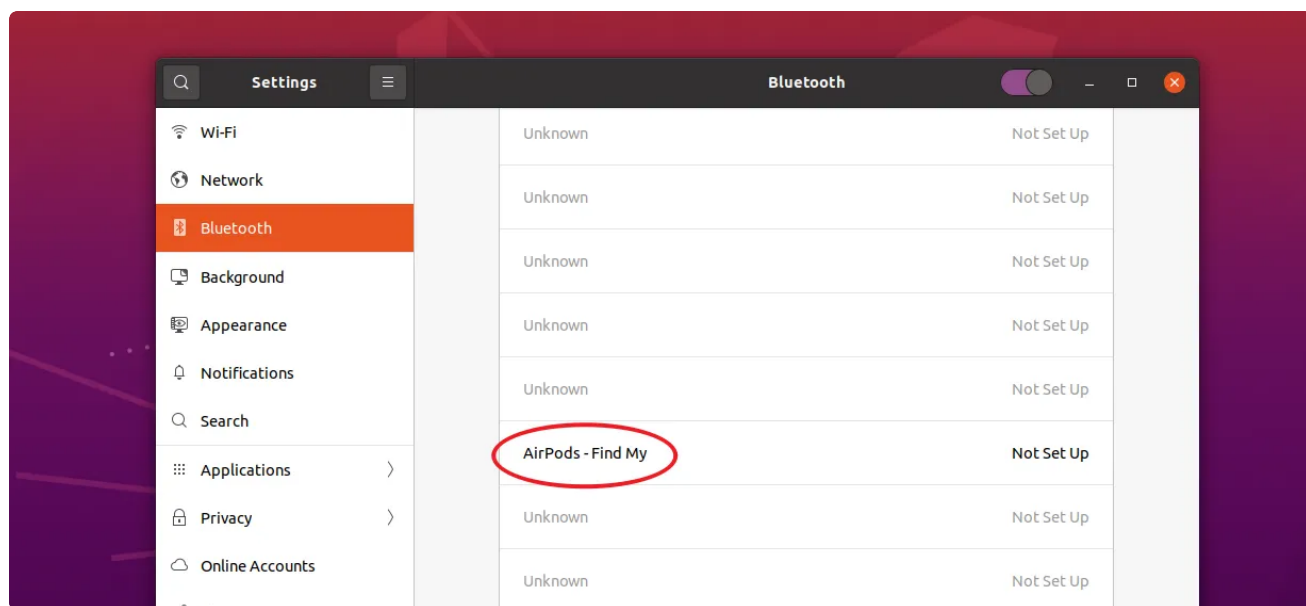 Settings
Bluetooth
Wi-Fi
Network
Bluetooth
Background
Appearance
Notifications
Search
Applications
Privacy
Online Accounts
Unknown Not Set Up
Unknown Not Set Up
Unknown Not Set Up
Unknown Not Set Up
Unknown Not Set Up
AirPods - Find My Not Set Up
Unknown Not Set Up
Unknown Not Set Up